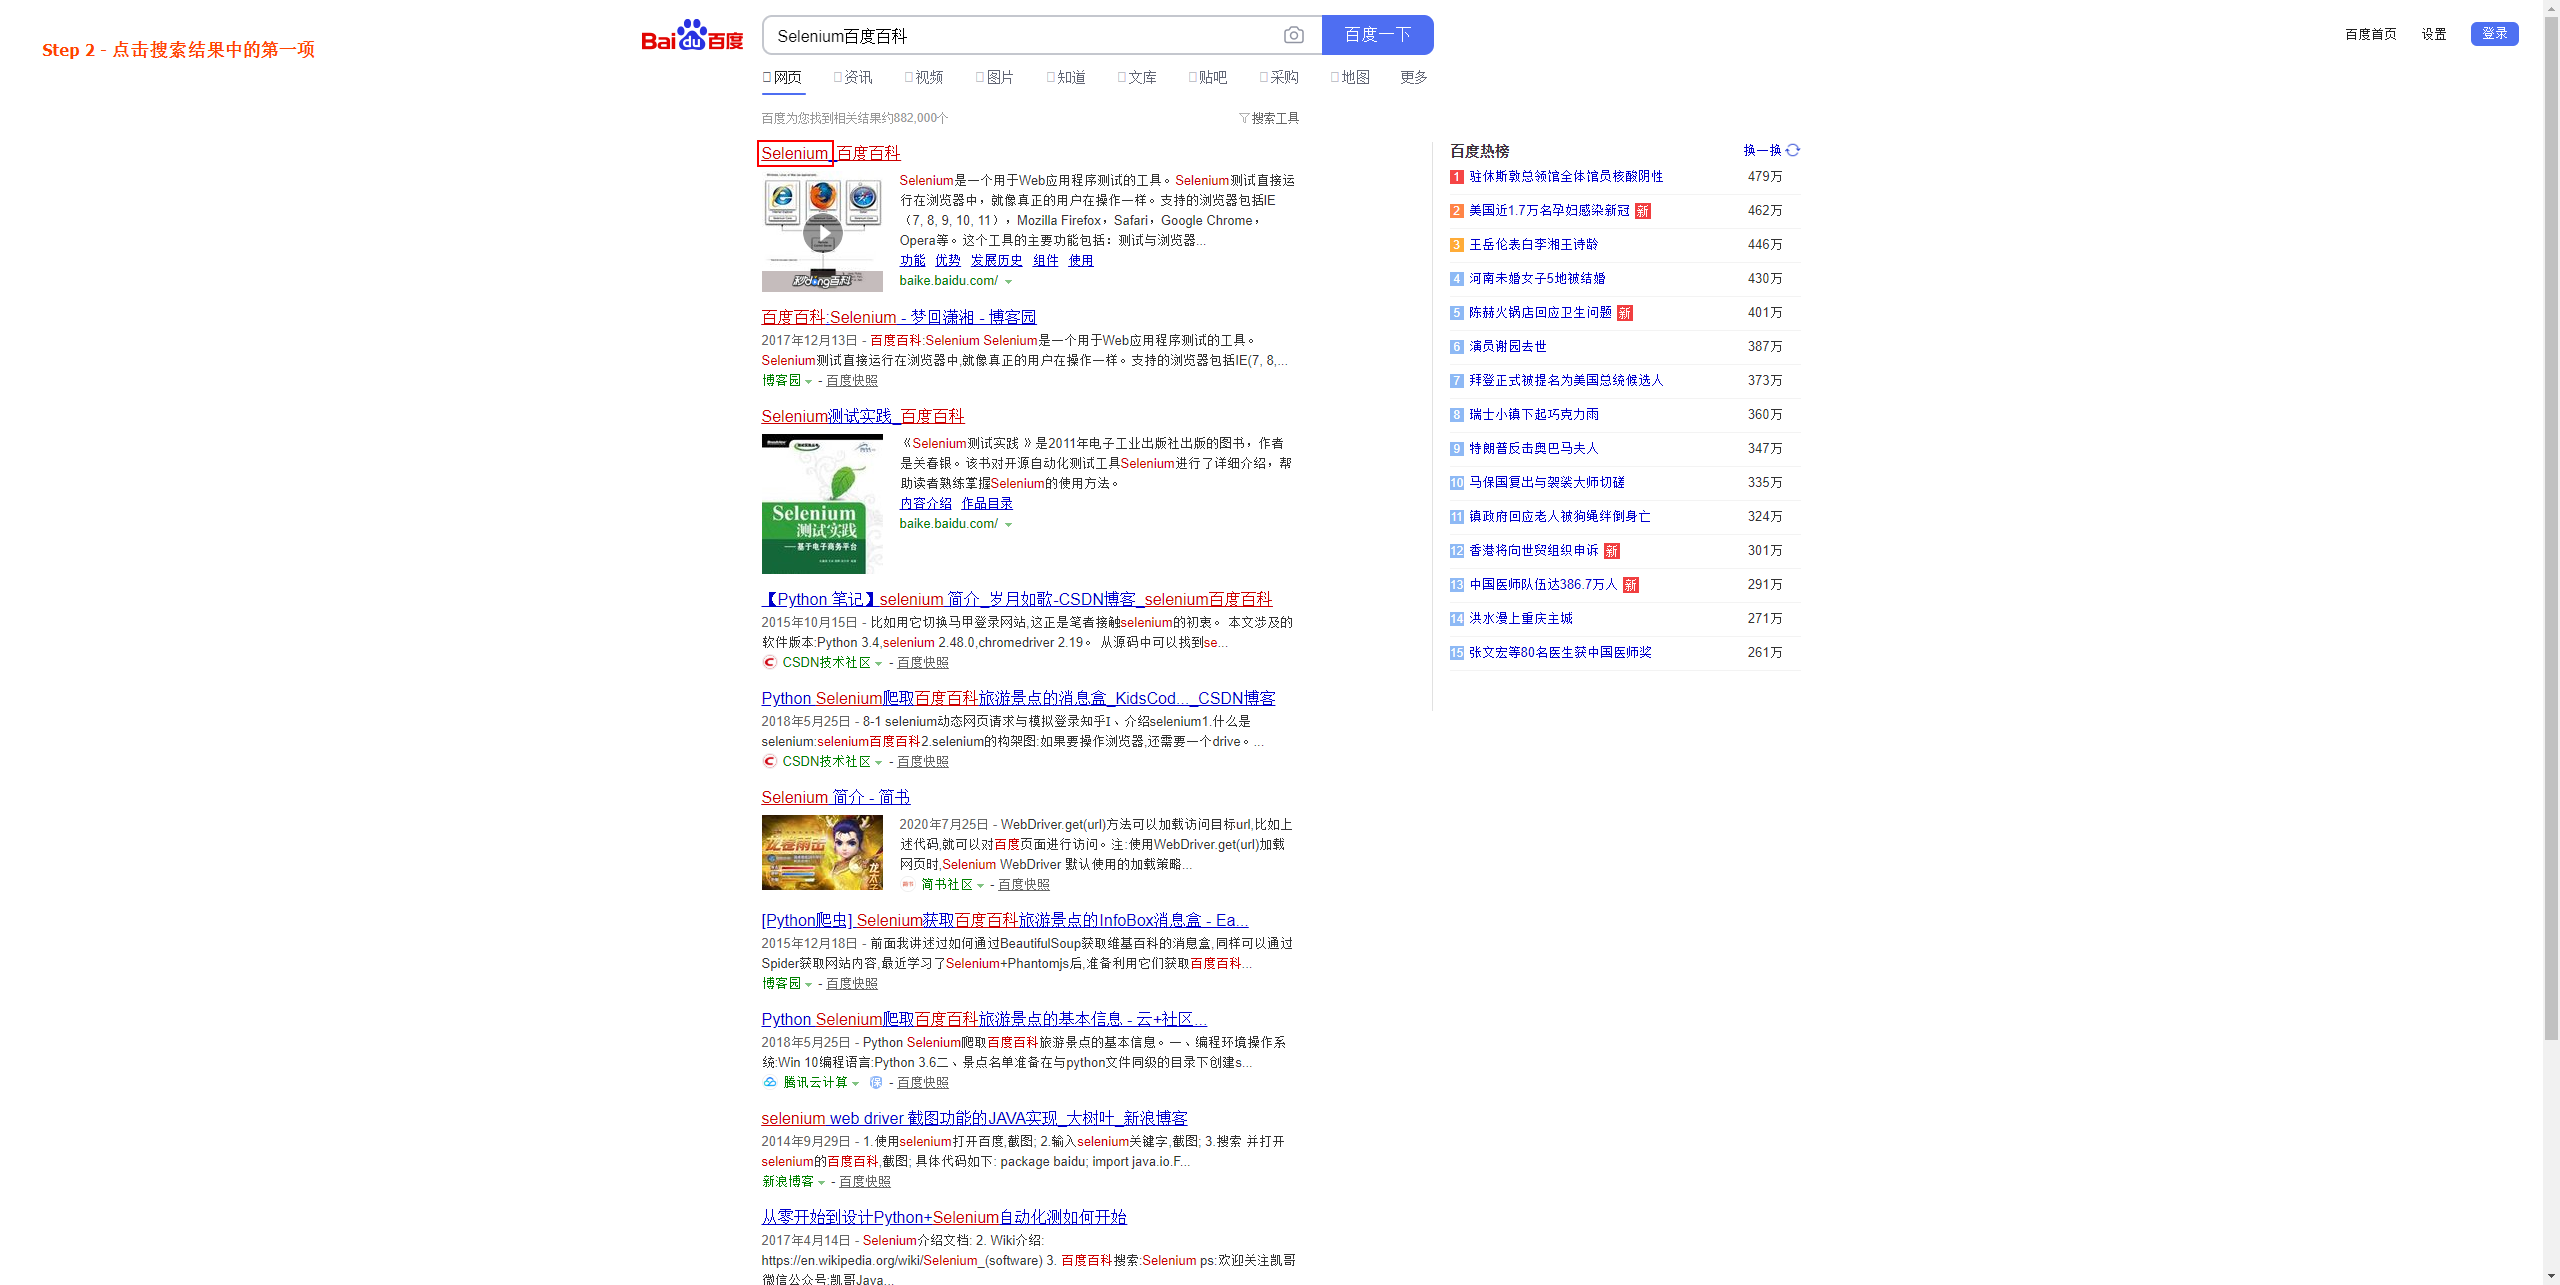 Step 2 - 点击搜索结果中的第一项
Bai du 百度
Selenium百度百科
百度一下
百度首页 设置 登录
网页 资讯 视频 图片 知道 文库 贴吧 采购 地图 更多
百度为您找到相关结果约882,000个
搜索工具
Selenium_百度百科
Selenium是一个用于Web应用程序测试的工具。Selenium测试直接运
行在浏览器中，就像真正的用户在操作一样。支持的浏览器包括IE
（7, 8, 9, 10, 11），Mozilla Firefox，Safari，Google Chrome，
Opera等。这个工具的主要功能包括：测试与浏览器...
功能 优势 发展历史 组件 使用
baike.baidu.com/
秒dong百科
百度百科:Selenium - 梦回潇湘 - 博客园
2017年12月13日 - 百度百科:Selenium Selenium是一个用于Web应用程序测试的工具。
Selenium测试直接运行在浏览器中,就像真正的用户在操作一样。支持的浏览器包括IE(7, 8,...
博客园 - 百度快照
Selenium测试实践_百度百科
《Selenium测试实践 》是2011年电子工业出版社出版的图书，作者
是关春银。该书对开源自动化测试工具Selenium进行了详细介绍，帮
助读者熟练掌握Selenium的使用方法。
内容介绍 作品目录
baike.baidu.com/
Selenium
测试实践
——基于电子商务平台
【Python 笔记】selenium 简介_岁月如歌-CSDN博客_selenium百度百科
2015年10月15日 - 比如用它切换马甲登录网站,这正是笔者接触selenium的初衷。 本文涉及的
软件版本:Python 3.4,selenium 2.48.0,chromedriver 2.19。 从源码中可以找到se...
CSDN技术社区 - 百度快照
Python Selenium爬取百度百科旅游景点的消息盒_KidsCod..._CSDN博客
2018年5月25日 - 8-1 selenium动态网页请求与模拟登录知乎I、介绍selenium1.什么是
selenium:selenium百度百科2.selenium的构架图:如果要操作浏览器,还需要一个drive。...
CSDN技术社区 - 百度快照
Selenium 简介 - 简书
2020年7月25日 - WebDriver.get(url)方法可以加载访问目标url,比如上
述代码,就可以对百度页面进行访问。注:使用WebDriver.get(url)加载
网页时,Selenium WebDriver 默认使用的加载策略...
简书社区 - 百度快照
[Python爬虫] Selenium获取百度百科旅游景点的InfoBox消息盒 - Ea...
2015年12月18日 - 前面我讲述过如何通过BeautifulSoup获取维基百科的消息盒,同样可以通过
Spider获取网站内容,最近学习了Selenium+Phantomjs后,准备利用它们获取百度百科...
博客园 - 百度快照
Python Selenium爬取百度百科旅游景点的基本信息 - 云+社区...
2018年5月25日 - Python Selenium爬取百度百科旅游景点的基本信息。一、编程环境操作系
统:Win 10编程语言:Python 3.6二、景点名单准备在与python文件同级的目录下创建s...
腾讯云计算 保 - 百度快照
selenium web driver 截图功能的JAVA实现_大树叶_新浪博客
2014年9月29日 - 1.使用selenium打开百度,截图; 2.输入selenium关键字,截图; 3.搜索 并打开
selenium的百度百科,截图; 具体代码如下: package baidu; import java.io.F...
新浪博客 - 百度快照
从零开始到设计Python+Selenium自动化测如何开始
2017年4月14日 - Selenium介绍文档: 2. Wiki介绍:
https://en.wikipedia.org/wiki/Selenium_(software) 3. 百度百科搜索:Selenium ps:欢迎关注凯哥
微信公众号:凯哥Java...
百度热榜 换一换
1 驻休斯敦总领馆全体馆员核酸阴性 479万
2 美国近1.7万名孕妇感染新冠 新 462万
3 王岳伦表白李湘王诗龄 446万
4 河南未婚女子5地被结婚 430万
5 陈赫火锅店回应卫生问题 新 401万
6 演员谢园去世 387万
7 拜登正式被提名为美国总统候选人 373万
8 瑞士小镇下起巧克力雨 360万
9 特朗普反击奥巴马夫人 347万
10 马保国复出与袈裟大师切磋 335万
11 镇政府回应老人被狗绳绊倒身亡 324万
12 香港将向世贸组织申诉 新 301万
13 中国医师队伍达386.7万人 新 291万
14 洪水漫上重庆主城 271万
15 张文宏等80名医生获中国医师奖 261万